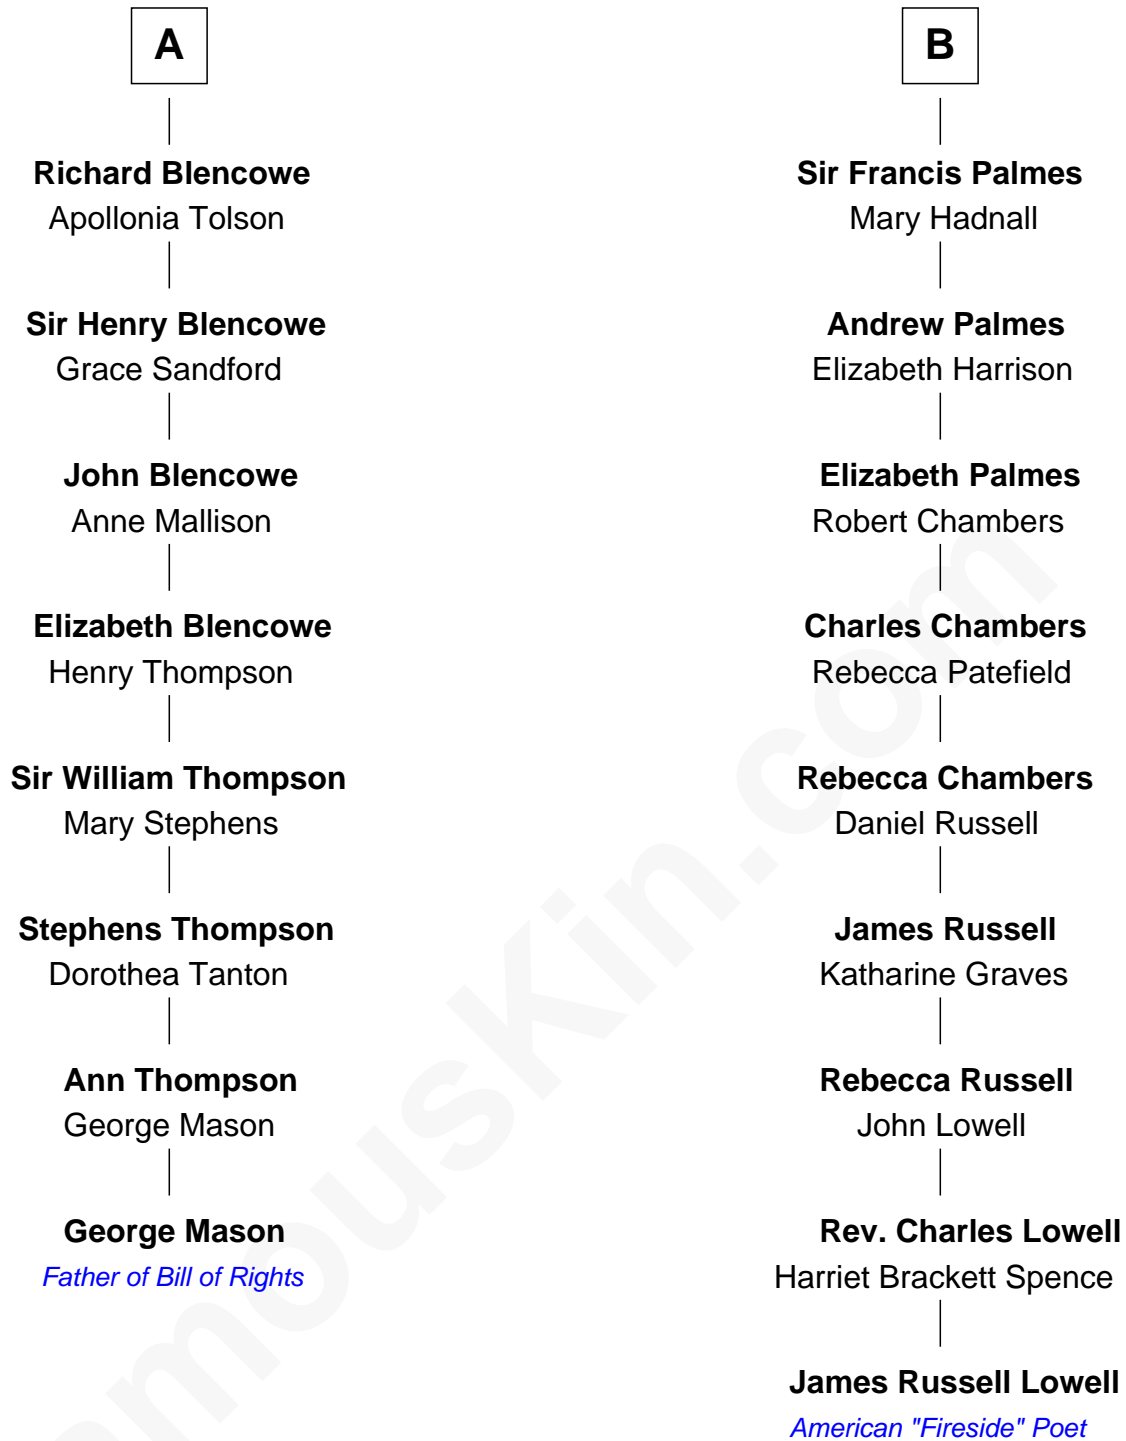 A
Richard Blencowe
Apollonia Tolson
Sir Henry Blencowe
Grace Sandford
John Blencowe
Anne Mallison
Elizabeth Blencowe
Henry Thompson
Sir William Thompson
Mary Stephens
Stephens Thompson
Dorothea Tanton
Ann Thompson
George Mason
George Mason
Father of Bill of Rights
B
Sir Francis Palmes
Mary Hadnall
Andrew Palmes
Elizabeth Harrison
Elizabeth Palmes
Robert Chambers
Charles Chambers
Rebecca Patefield
Rebecca Chambers
Daniel Russell
James Russell
Katharine Graves
Rebecca Russell
John Lowell
Rev. Charles Lowell
Harriet Brackett Spence
James Russell Lowell
American "Fireside" Poet
amousKin.com